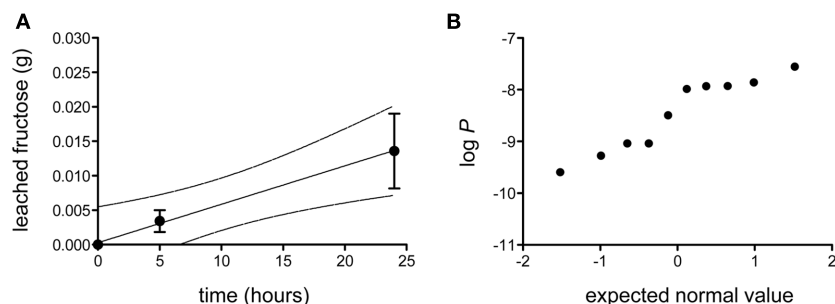 A
0.030
0.025
0.020
0.015
0.010
0.005
0.000
leached fructose (g)
0 5 10 15 20 25
time (hours)
B
-7
-8
-9
-10
-11
log P
-2 -1 0 1 2
expected normal value